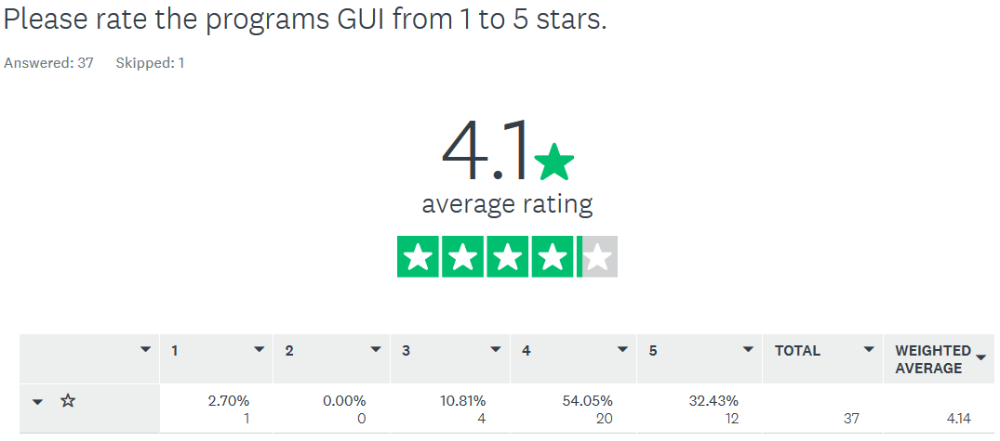 Please rate the programs GUI from 1 to 5 stars.
Answered: 37 Skipped: 1
4.1
average rating
1 2 3 4 5 TOTAL WEIGHTED AVERAGE
2.70% 0.00% 10.81% 54.05% 32.43%
1 0 4 20 12 37 4.14